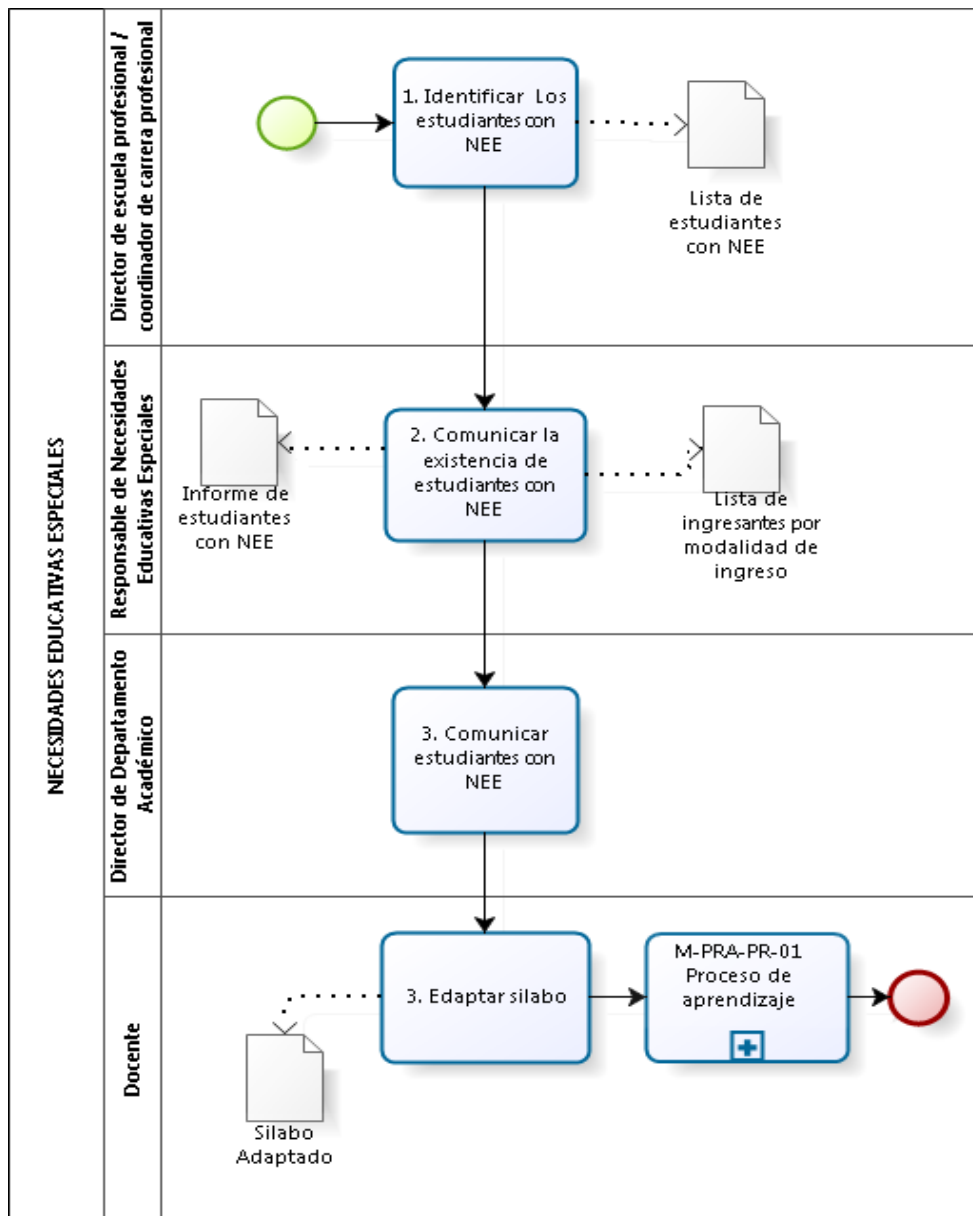 NECESIDADES EDUCATIVAS ESPECIALES
Director de escuela profesional /
coordinador de carrera profesional
1. Identificar Los
estudiantes con
NEE
Lista de
estudiantes
con NEE
Responsable de Necesidades
Educativas Especiales
Informe de
estudiantes
con NEE
2. Comunicar la
existencia de
estudiantes con
NEE
Lista de
ingresantes por
modalidad de
ingreso
Director de Departamento
Académico
3. Comunicar
estudiantes con
NEE
Docente
3. Edaptar silabo
M-PRA-PR-01
Proceso de
aprendizaje
Silabo
Adaptado